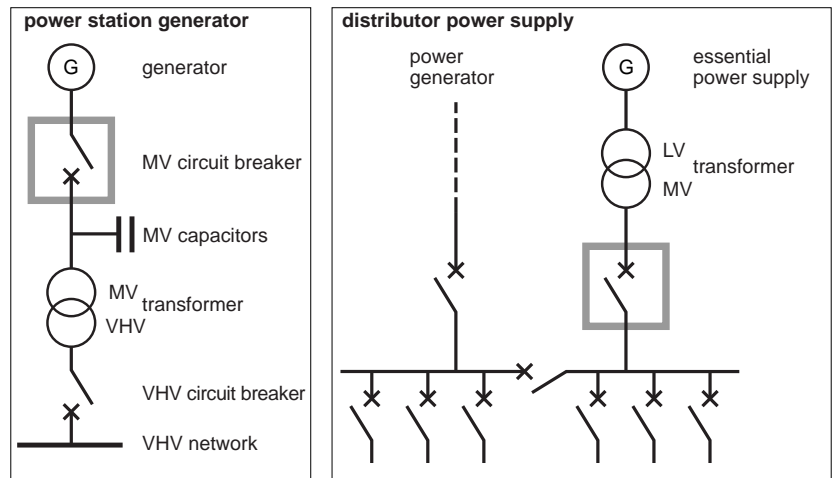 power station generator
G
generator
MV circuit breaker
MV capacitors
MV
transformer
VHV
VHV circuit breaker
VHV network
distributor power supply
power
generator
G
essential
power supply
LV
transformer
MV